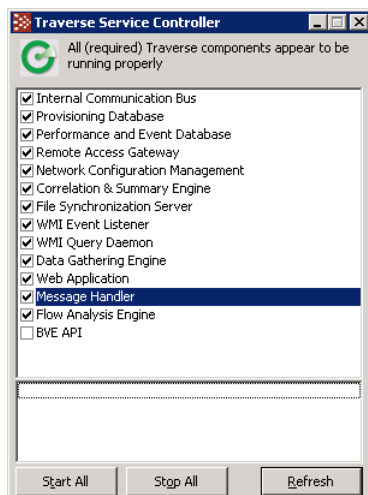 Traverse Service Controller
All (required) Traverse components appear to be
running properly
Internal Communication Bus
Provisioning Database
Performance and Event Database
Remote Access Gateway
Network Configuration Management
Correlation & Summary Engine
File Synchronization Server
WMI Event Listener
WMI Query Daemon
Data Gathering Engine
Web Application
Message Handler
Flow Analysis Engine
BVE API
Start All Stop All Refresh